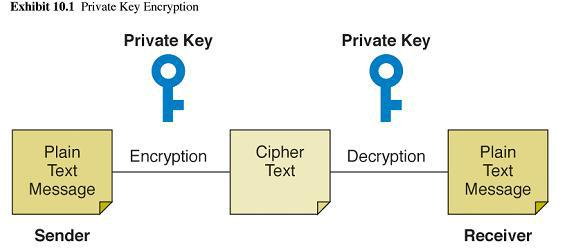 Exhibit 10.1 Private Key Encryption
Private Key
Private Key
Plain
Text
Message
Encryption
Cipher
Text
Decryption
Plain
Text
Message
Sender
Receiver